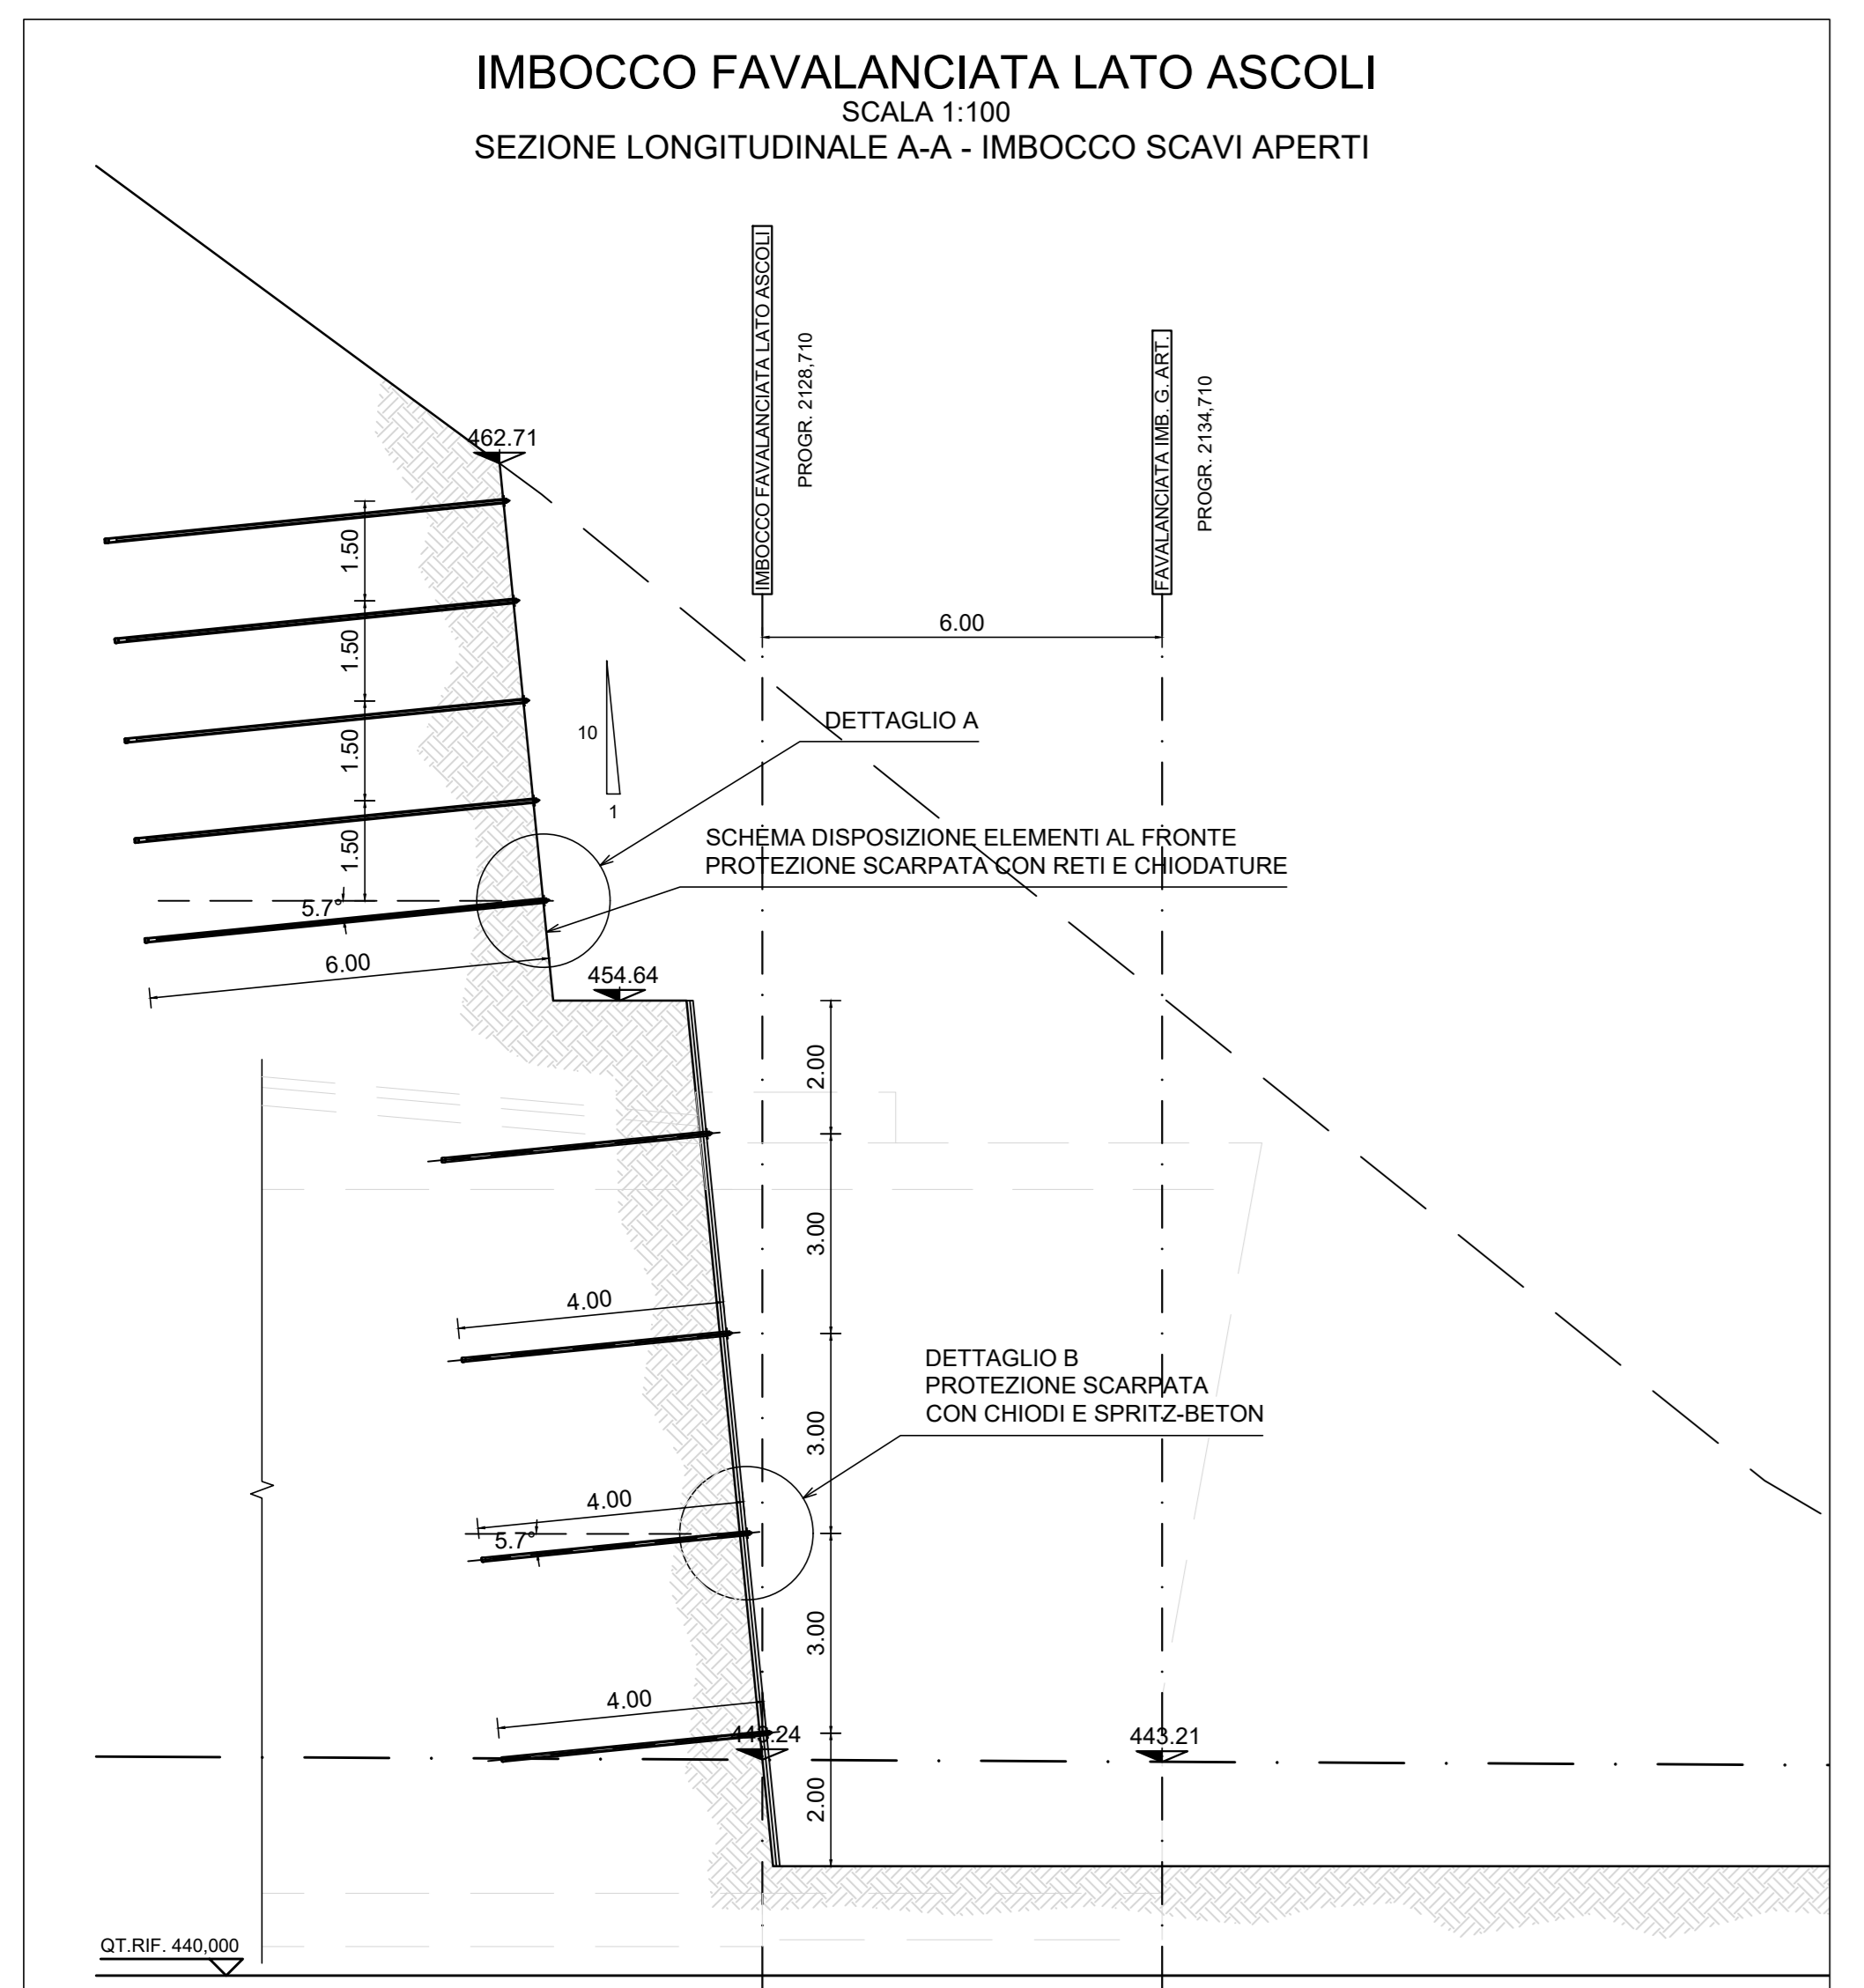 IMBOCCO FAVALANCIATA LATO ASCOLI
SCALA 1:100
SEZIONE LONGITUDINALE A-A - IMBOCCO SCAVI APERTI
IMBOCCO FAVALANCIATA LATO ASCOLI
PROGR. 2128,710
FAVALANCIATA IMB. G. ART.
PROGR. 2134,710
462.71
1.50
1.50
1.50
1.50
6.00
10
1
DETTAGLIO A
SCHEMA DISPOSIZIONE ELEMENTI AL FRONTE
PROTEZIONE SCARPATA CON RETI E CHIODATURE
5.7°
6.00
454.64
2.00
3.00
4.00
3.00
DETTAGLIO B
PROTEZIONE SCARPATA
CON CHIODI E SPRITZ-BETON
4.00
5.7°
3.00
4.00
443.24
443.21
2.00
QT.RIF. 440,000